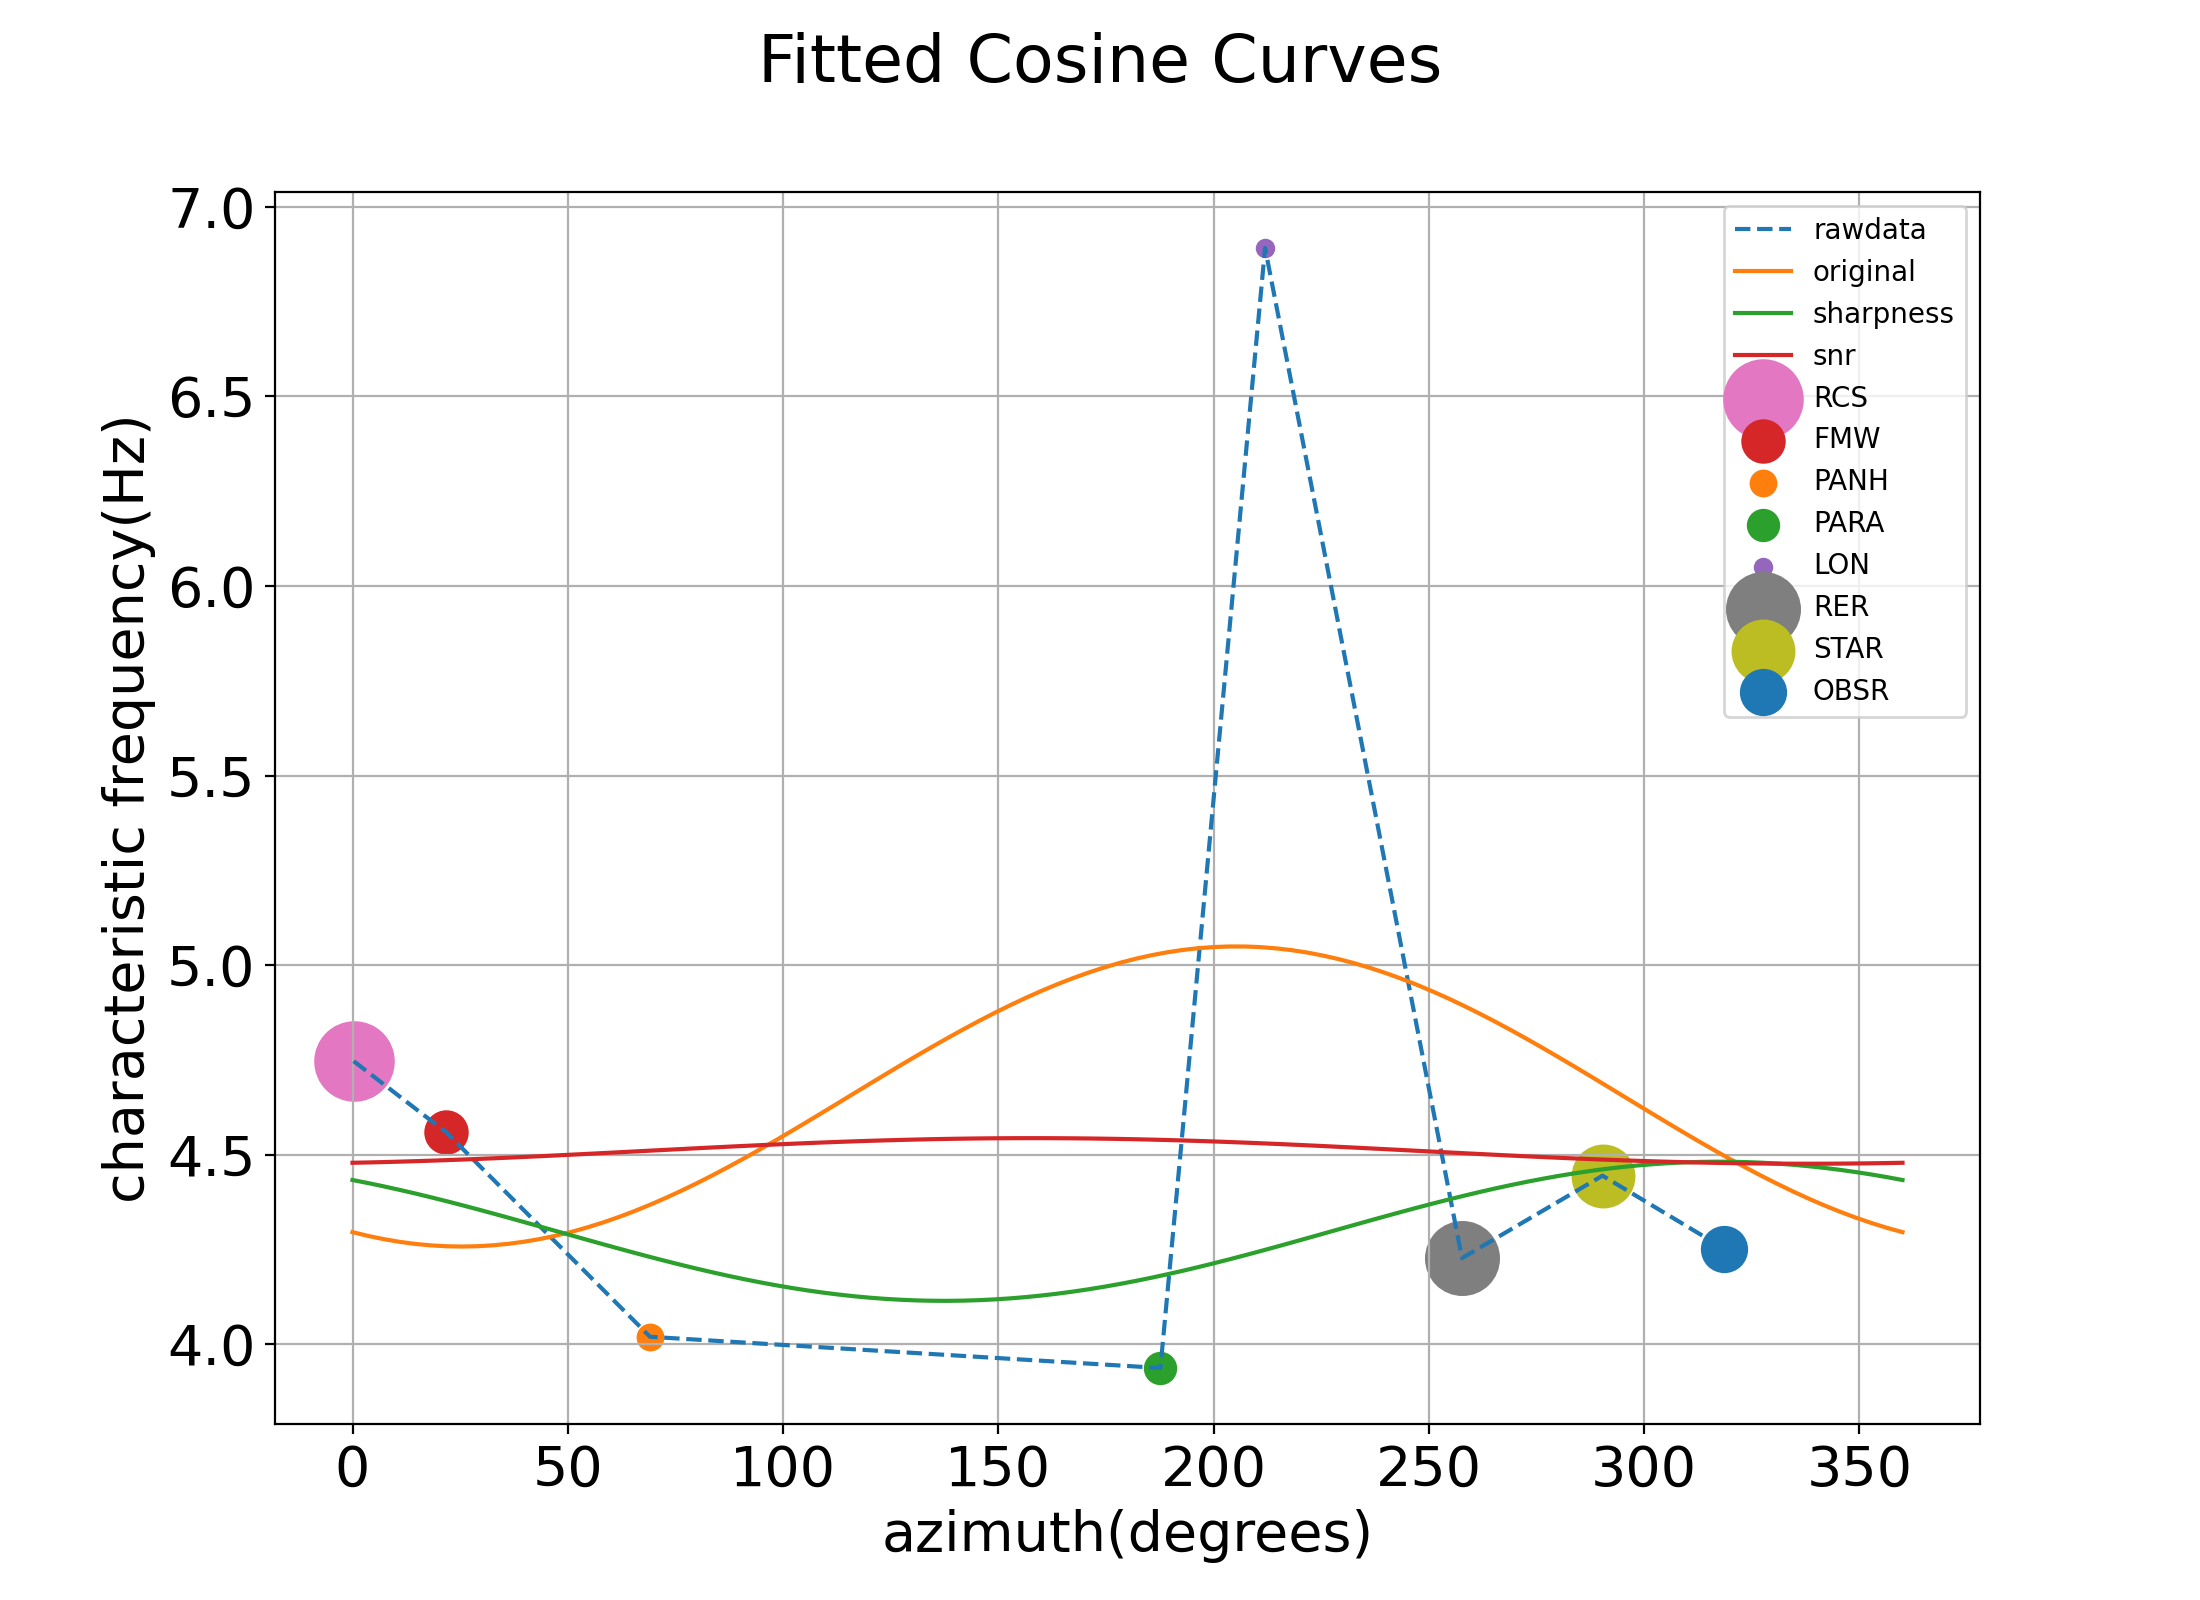 Fitted Cosine Curves
7.0
6.5
6.0
5.5
5.0
4.5
4.0
characteristic frequency(Hz)
rawdata
original
sharpness
snr
RCS
FMW
PANH
PARA
LON
RER
STAR
OBSR
0 50 100 150 200 250 300 350
azimuth(degrees)